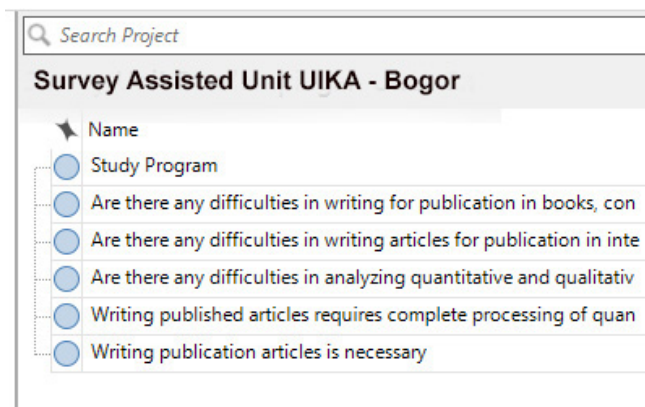 Search Project
Survey Assisted Unit UIKA - Bogor
Name
Study Program
Are there any difficulties in writing for publication in books, con
Are there any difficulties in writing articles for publication in inte
Are there any difficulties in analyzing quantitative and qualitativ
Writing published articles requires complete processing of quan
Writing publication articles is necessary